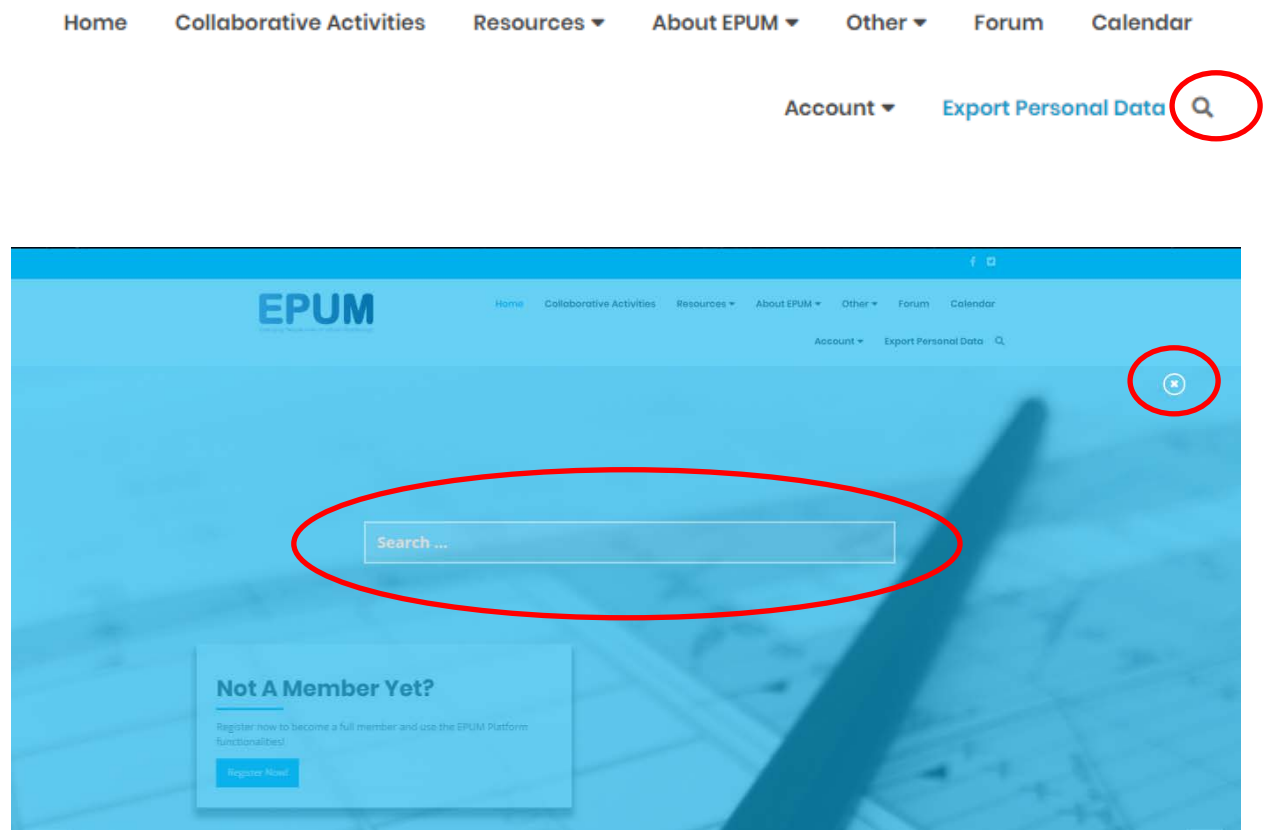 Home Collaborative Activities Resources About EPUM Other Forum Calendar
Account Export Personal Data
EPUM
Home Collaborative Activities Resources About EPUM Other Forum Calendar
Account Export Personal Data
Search ...
Not A Member Yet?
Register now to become a full member and use the EPUM Platform
functionalities!
Register Now!